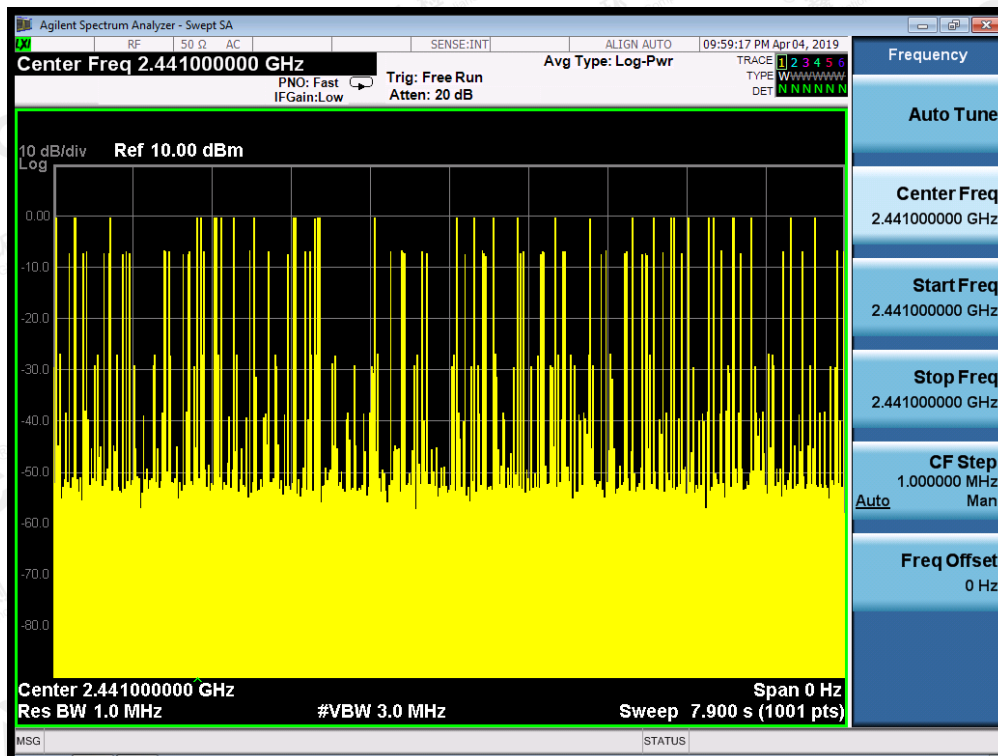 Agilent Spectrum Analyzer - Swept SA
LXI RF 50 Ω AC SENSE:INT ALIGN AUTO 09:59:17 PM Apr 04, 2019
Center Freq 2.441000000 GHz
PNO: Fast
IFGain:Low
Trig: Free Run
Atten: 20 dB
Avg Type: Log-Pwr
TRACE 1 2 3 4 5 6
TYPE WWWWWW
DET N N N N N N
10 dB/div Ref 10.00 dBm
Log
0.00
-10.0
-20.0
-30.0
-40.0
-50.0
-60.0
-70.0
-80.0
Center 2.441000000 GHz Span 0 Hz
Res BW 1.0 MHz #VBW 3.0 MHz Sweep 7.900 s (1001 pts)
MSG STATUS
Frequency
Auto Tune
Center Freq
2.441000000 GHz
Start Freq
2.441000000 GHz
Stop Freq
2.441000000 GHz
CF Step
1.000000 MHz
Auto Man
Freq Offset
0 Hz